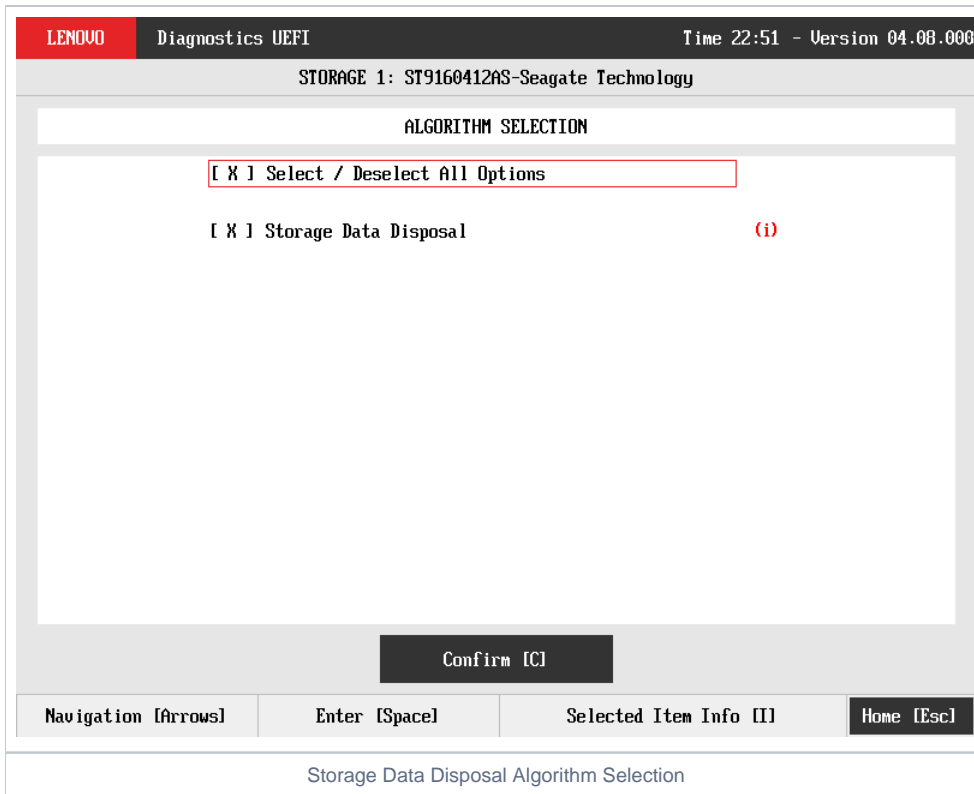 LENOVO Diagnostics UEFI Time 22:51 - Version 04.08.000
STORAGE 1: ST9160412AS-Seagate Technology
ALGORITHM SELECTION
[ X ] Select / Deselect All Options
[ X ] Storage Data Disposal (i)
Confirm [C]
Navigation [Arrows] Enter [Space] Selected Item Info [I] Home [Esc]
Storage Data Disposal Algorithm Selection